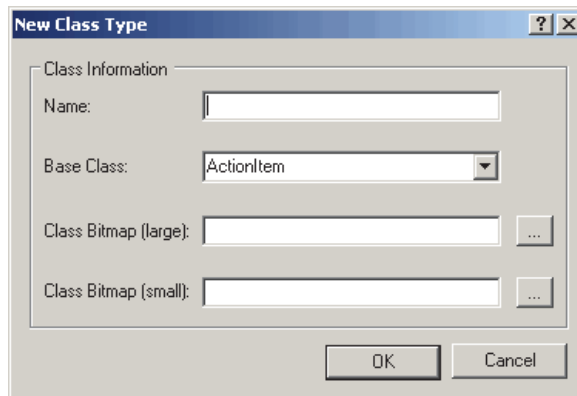 New Class Type ? X
Class Information
Name:
Base Class: ActionItem
Class Bitmap (large): ...
Class Bitmap (small): ...
OK Cancel